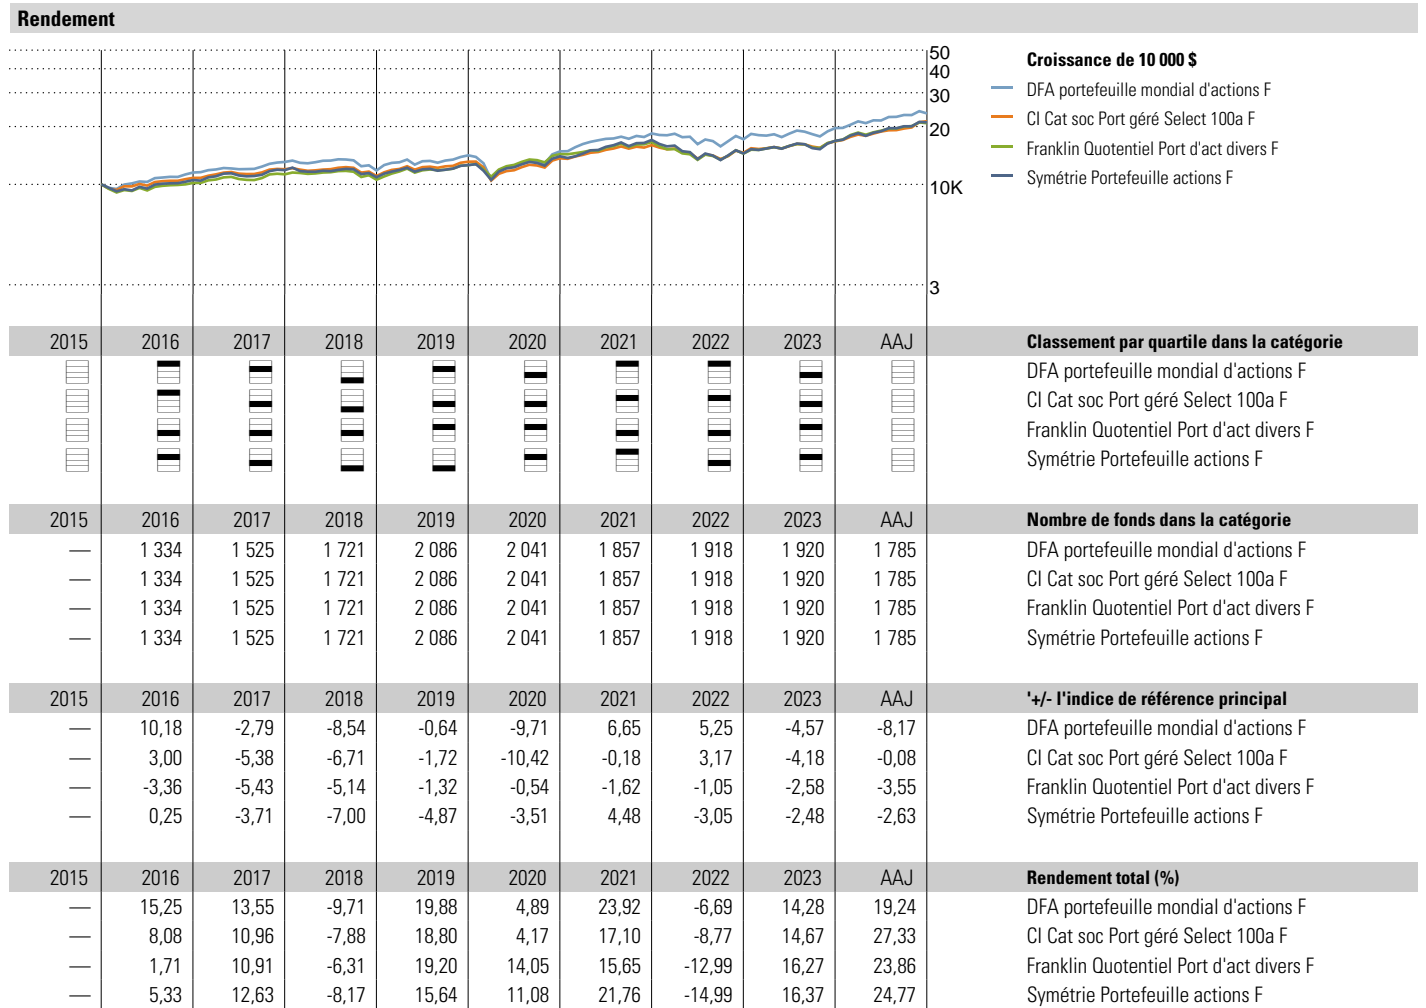 Rendement
50
40
30
20
10K
3
Croissance de 10 000 $
DFA portefeuille mondial d'actions F
CI Cat soc Port géré Select 100a F
Franklin Quotentiel Port d'act divers F
Symétrie Portefeuille actions F
2015 2016 2017 2018 2019 2020 2021 2022 2023 AAJ Classement par quartile dans la catégorie
DFA portefeuille mondial d'actions F
CI Cat soc Port géré Select 100a F
Franklin Quotentiel Port d'act divers F
Symétrie Portefeuille actions F
2015 2016 2017 2018 2019 2020 2021 2022 2023 AAJ Nombre de fonds dans la catégorie
— 1 334 1 525 1 721 2 086 2 041 1 857 1 918 1 920 1 785 DFA portefeuille mondial d'actions F
— 1 334 1 525 1 721 2 086 2 041 1 857 1 918 1 920 1 785 CI Cat soc Port géré Select 100a F
— 1 334 1 525 1 721 2 086 2 041 1 857 1 918 1 920 1 785 Franklin Quotentiel Port d'act divers F
— 1 334 1 525 1 721 2 086 2 041 1 857 1 918 1 920 1 785 Symétrie Portefeuille actions F
2015 2016 2017 2018 2019 2020 2021 2022 2023 AAJ '+/- l'indice de référence principal
— 10,18 -2,79 -8,54 -0,64 -9,71 6,65 5,25 -4,57 -8,17 DFA portefeuille mondial d'actions F
— 3,00 -5,38 -6,71 -1,72 -10,42 -0,18 3,17 -4,18 -0,08 CI Cat soc Port géré Select 100a F
— -3,36 -5,43 -5,14 -1,32 -0,54 -1,62 -1,05 -2,58 -3,55 Franklin Quotentiel Port d'act divers F
— 0,25 -3,71 -7,00 -4,87 -3,51 4,48 -3,05 -2,48 -2,63 Symétrie Portefeuille actions F
2015 2016 2017 2018 2019 2020 2021 2022 2023 AAJ Rendement total (%)
— 15,25 13,55 -9,71 19,88 4,89 23,92 -6,69 14,28 19,24 DFA portefeuille mondial d'actions F
— 8,08 10,96 -7,88 18,80 4,17 17,10 -8,77 14,67 27,33 CI Cat soc Port géré Select 100a F
— 1,71 10,91 -6,31 19,20 14,05 15,65 -12,99 16,27 23,86 Franklin Quotentiel Port d'act divers F
— 5,33 12,63 -8,17 15,64 11,08 21,76 -14,99 16,37 24,77 Symétrie Portefeuille actions F